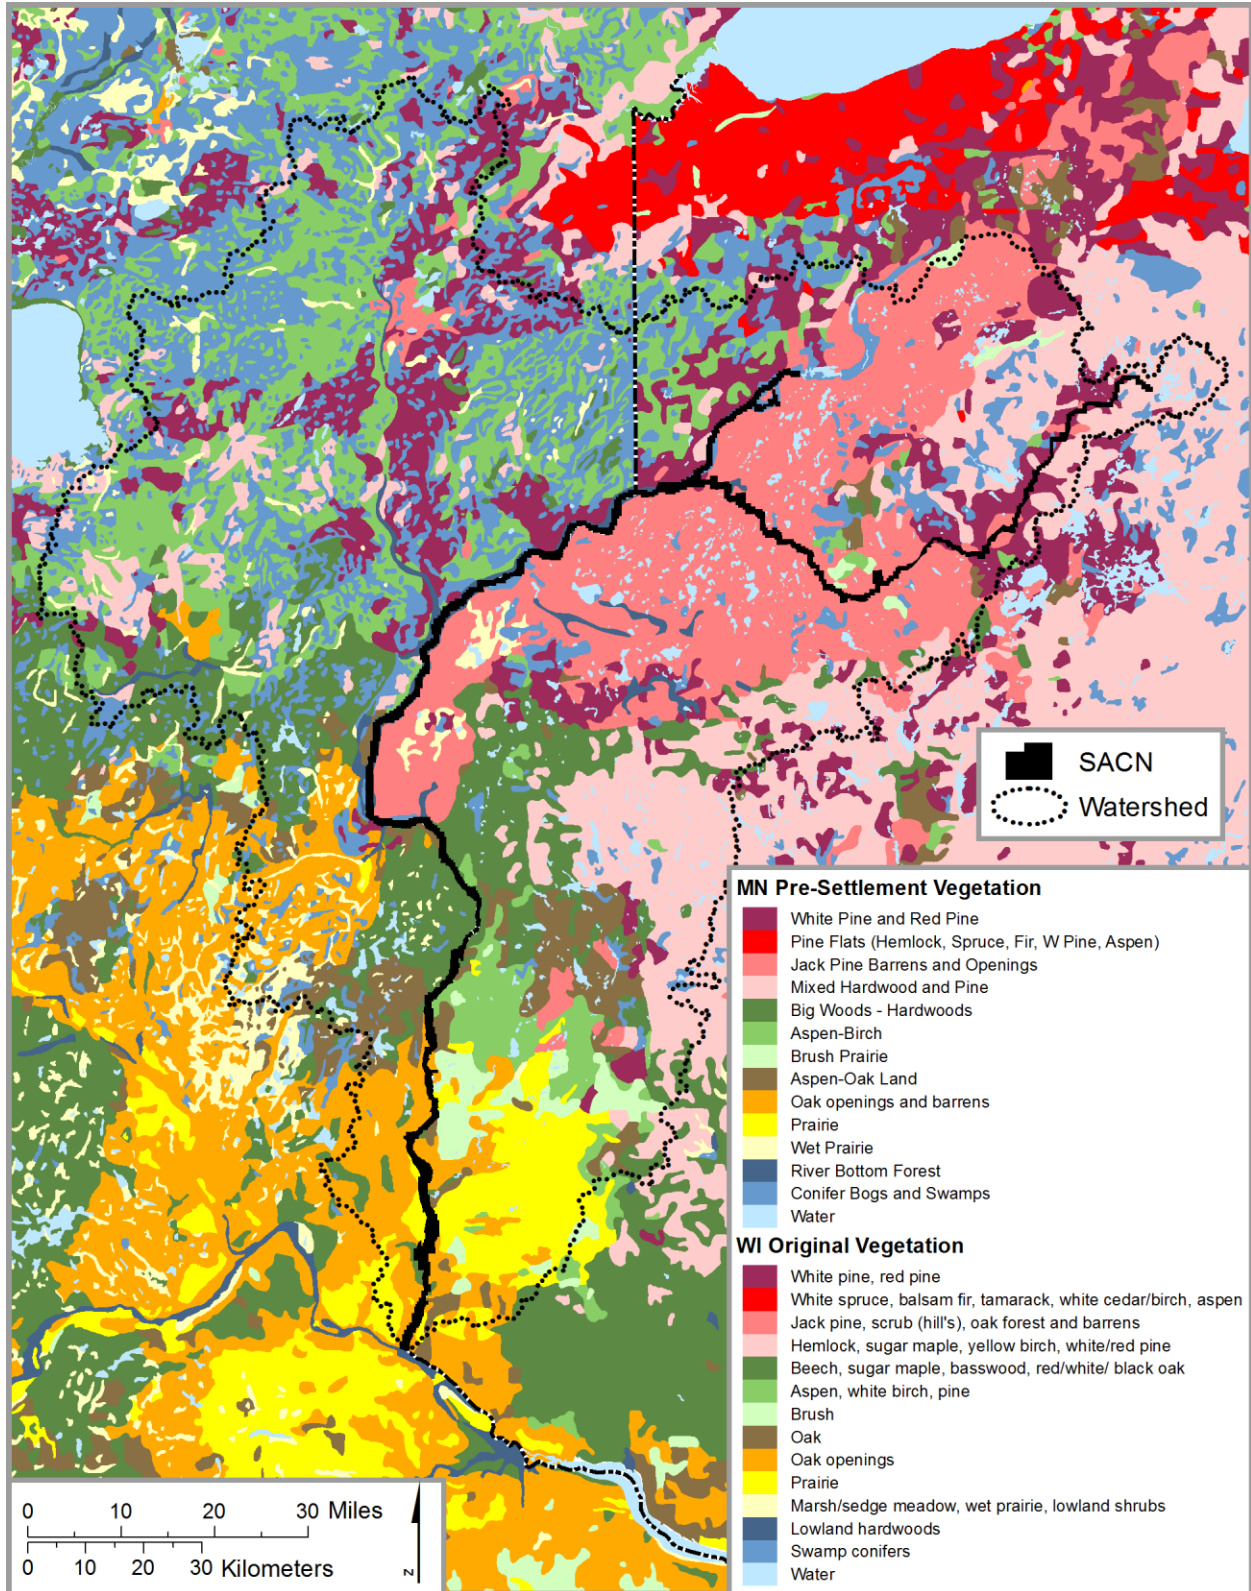 SACN
Watershed
MN Pre-Settlement Vegetation
White Pine and Red Pine
Pine Flats (Hemlock, Spruce, Fir, W Pine, Aspen)
Jack Pine Barrens and Openings
Mixed Hardwood and Pine
Big Woods - Hardwoods
Aspen-Birch
Brush Prairie
Aspen-Oak Land
Oak openings and barrens
Prairie
Wet Prairie
River Bottom Forest
Conifer Bogs and Swamps
Water
WI Original Vegetation
White pine, red pine
White spruce, balsam fir, tamarack, white cedar/birch, aspen
Jack pine, scrub (hill's), oak forest and barrens
Hemlock, sugar maple, yellow birch, white/red pine
Beech, sugar maple, basswood, red/white/ black oak
Aspen, white birch, pine
Brush
Oak
Oak openings
Prairie
Marsh/sedge meadow, wet prairie, lowland shrubs
Lowland hardwoods
Swamp conifers
Water
0 10 20 30 Miles
0 10 20 30 Kilometers
N